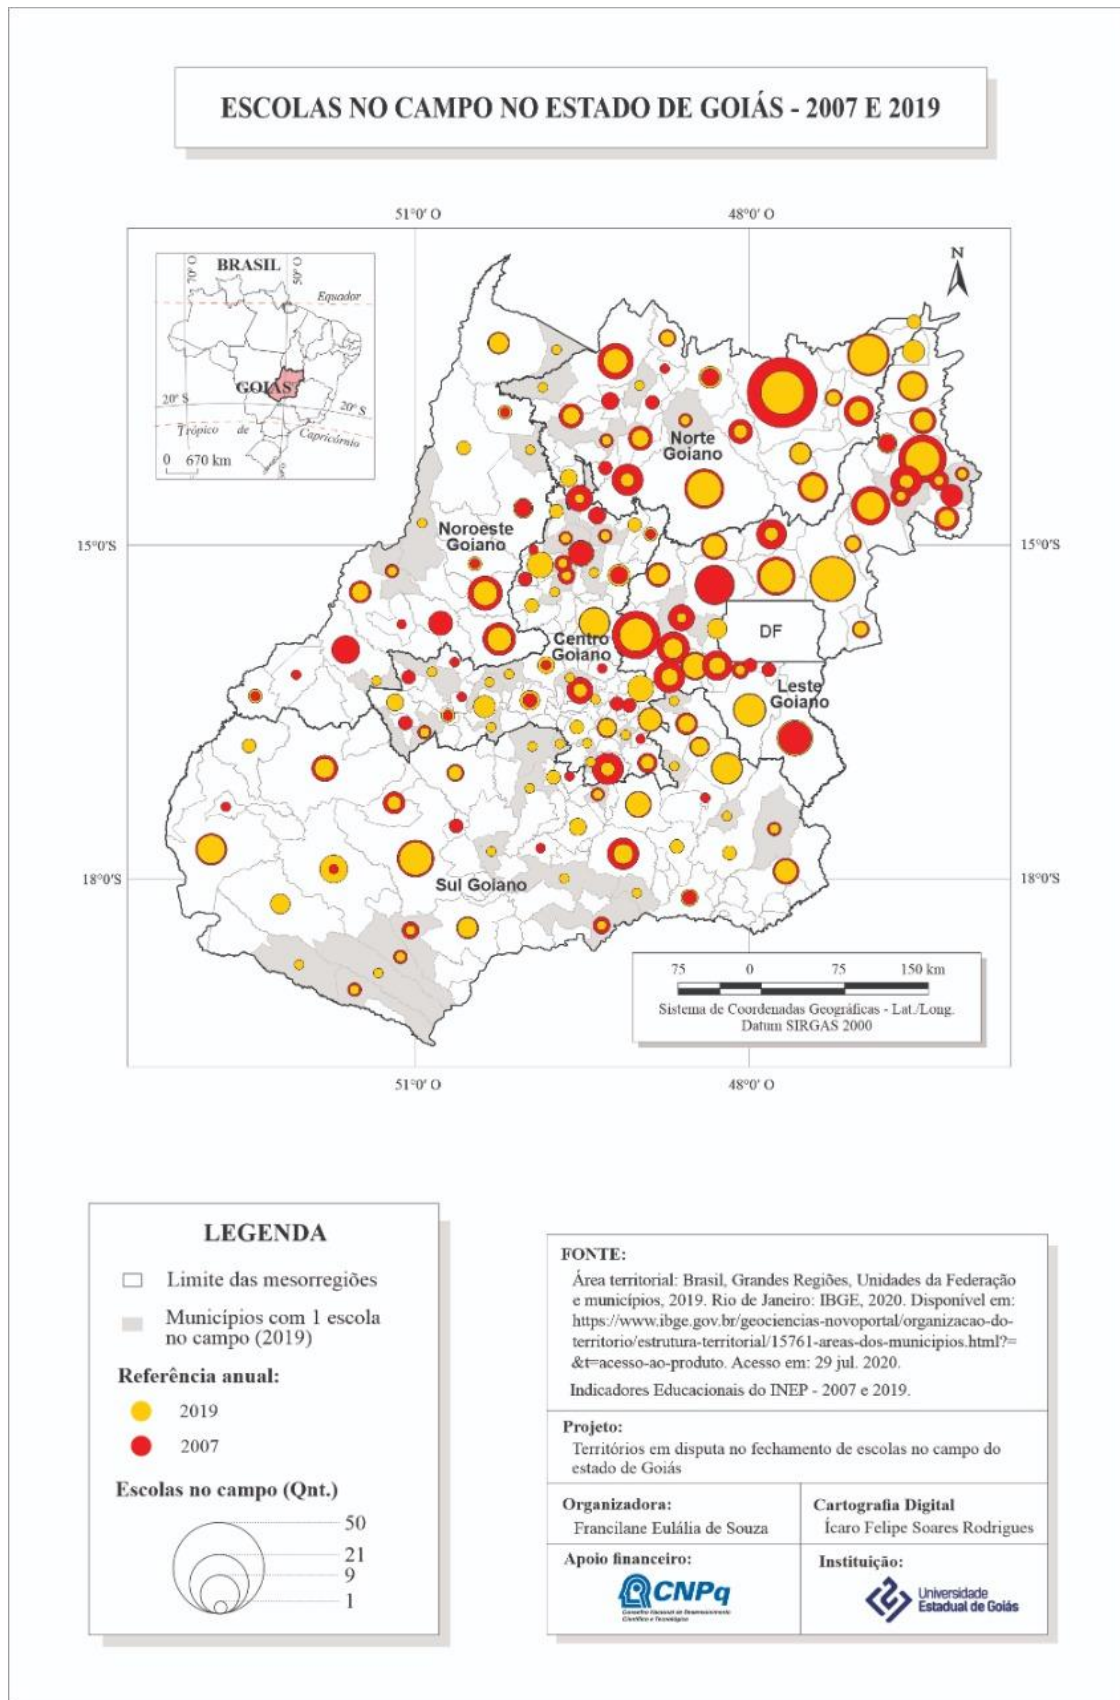 ESCOLAS NO CAMPO NO ESTADO DE GOIÁS - 2007 E 2019
51°0' O
48°0' O
BRASIL
70° O
50° O
Equador
GOIÁS
20° S
20° S
Trópico de Capricórnio
0 670 km
N
Norte
Goiano
Noroeste
Goiano
15°0'S
15°0'S
DF
Centro
Goiano
Leste
Goiano
18°0'S
18°0'S
Sul Goiano
75 0 75 150 km
Sistema de Coordenadas Geográficas - Lat./Long.
Datum SIRGAS 2000
51°0' O
48°0' O
LEGENDA
Limite das mesorregiões
Municípios com 1 escola
no campo (2019)
Referência anual:
2019
2007
Escolas no campo (Qnt.)
50
21
9
1
FONTE:
Área territorial: Brasil, Grandes Regiões, Unidades da Federação
e municípios, 2019. Rio de Janeiro: IBGE, 2020. Disponível em:
https://www.ibge.gov.br/geociencias-novoportal/organizacao-do-
territorio/estrutura-territorial/15761-areas-dos-municipios.html?=
&t=acesso-ao-produto. Acesso em: 29 jul. 2020.
Indicadores Educacionais do INEP - 2007 e 2019.
Projeto:
Territórios em disputa no fechamento de escolas no campo do
estado de Goiás
Organizadora:
Francilane Eulália de Souza
Cartografia Digital
Ícaro Felipe Soares Rodrigues
Apoio financeiro:
CNPq
Conselho Nacional de Desenvolvimento
Científico e Tecnológico
Instituição:
Universidade
Estadual de Goiás